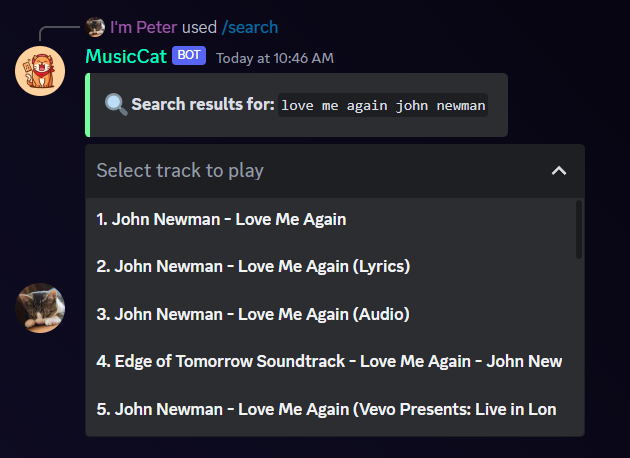 I'm Peter used /search
MusicCat BOT Today at 10:46 AM
Search results for: love me again john newman
Select track to play
1. John Newman - Love Me Again
2. John Newman - Love Me Again (Lyrics)
3. John Newman - Love Me Again (Audio)
4. Edge of Tomorrow Soundtrack - Love Me Again - John New
5. John Newman - Love Me Again (Vevo Presents: Live in Lon